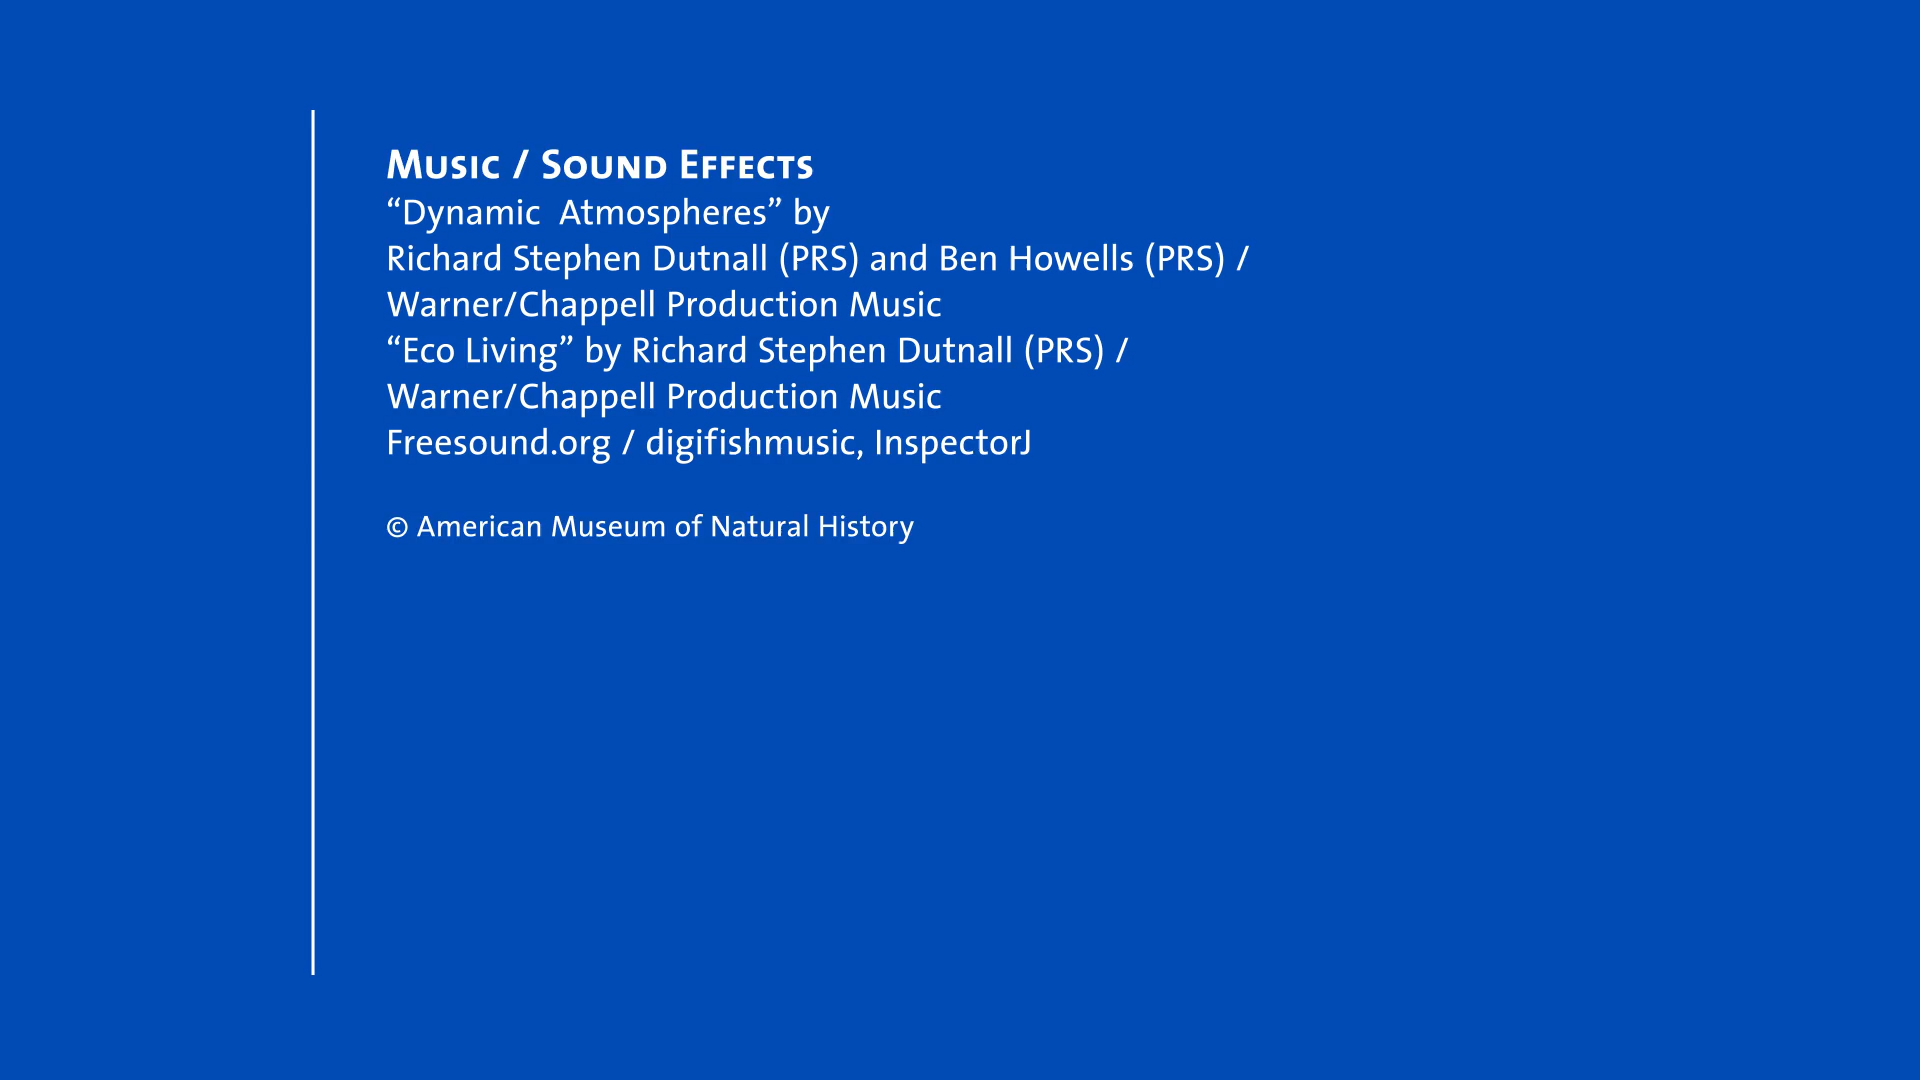 Music / Sound Effects
“Dynamic  Atmospheres” by
Richard Stephen Dutnall (PRS) and Ben Howells (PRS) /
Warner/Chappell Production Music
“Eco Living” by Richard Stephen Dutnall (PRS) /
Warner/Chappell Production Music
Freesound.org / digifishmusic, InspectorJ
© American Museum of Natural History